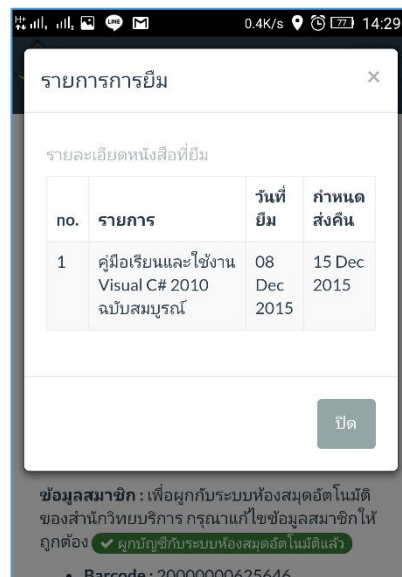 0.4K/s 77 14:29
รายการการยืม ×
รายละเอียดหนังสือที่ยืม
no. รายการ วันที่ยืม กำหนดส่งคืน
1 คู่มือเรียนและใช้งาน 08 15 Dec
Visual C# 2010 Dec 2015
ฉบับสมบูรณ์ 2015
ปิด
ข้อมูลสมาชิก : เพื่อผูกกับระบบห้องสมุดอัตโนมัติ
ของสำนักวิทยบริการ กรุณาแก้ไขข้อมูลสมาชิกให้
ถูกต้อง ✔ ผูกบัญชีกับระบบห้องสมุดอัตโนมัติแล้ว
• Barcode : 20000000625646